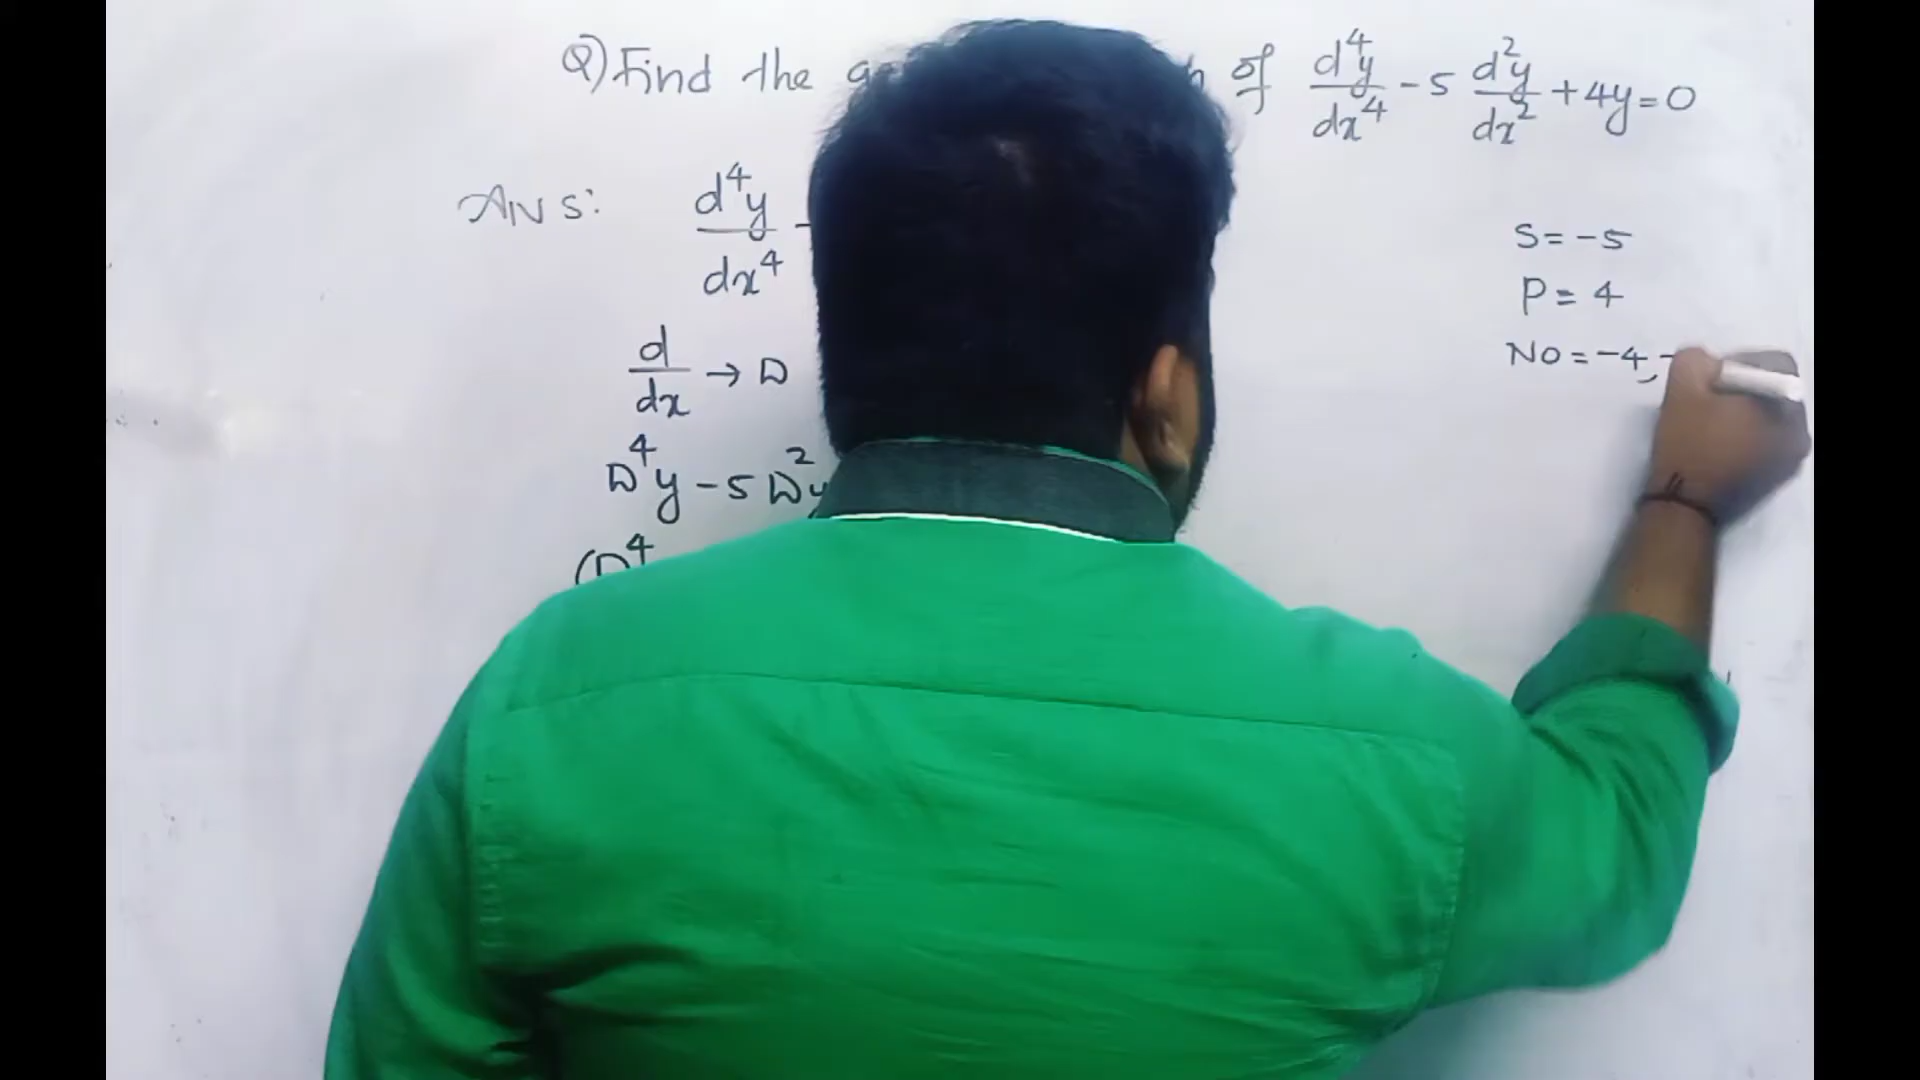 Q) Find the of d⁴y/dx⁴ - 5 d²y/dx² + 4y = 0
ANS: d⁴y/dx⁴ -
S = -5
P = 4
No = -4, -
d/dx → D
D⁴y - 5 D²y
(D⁴